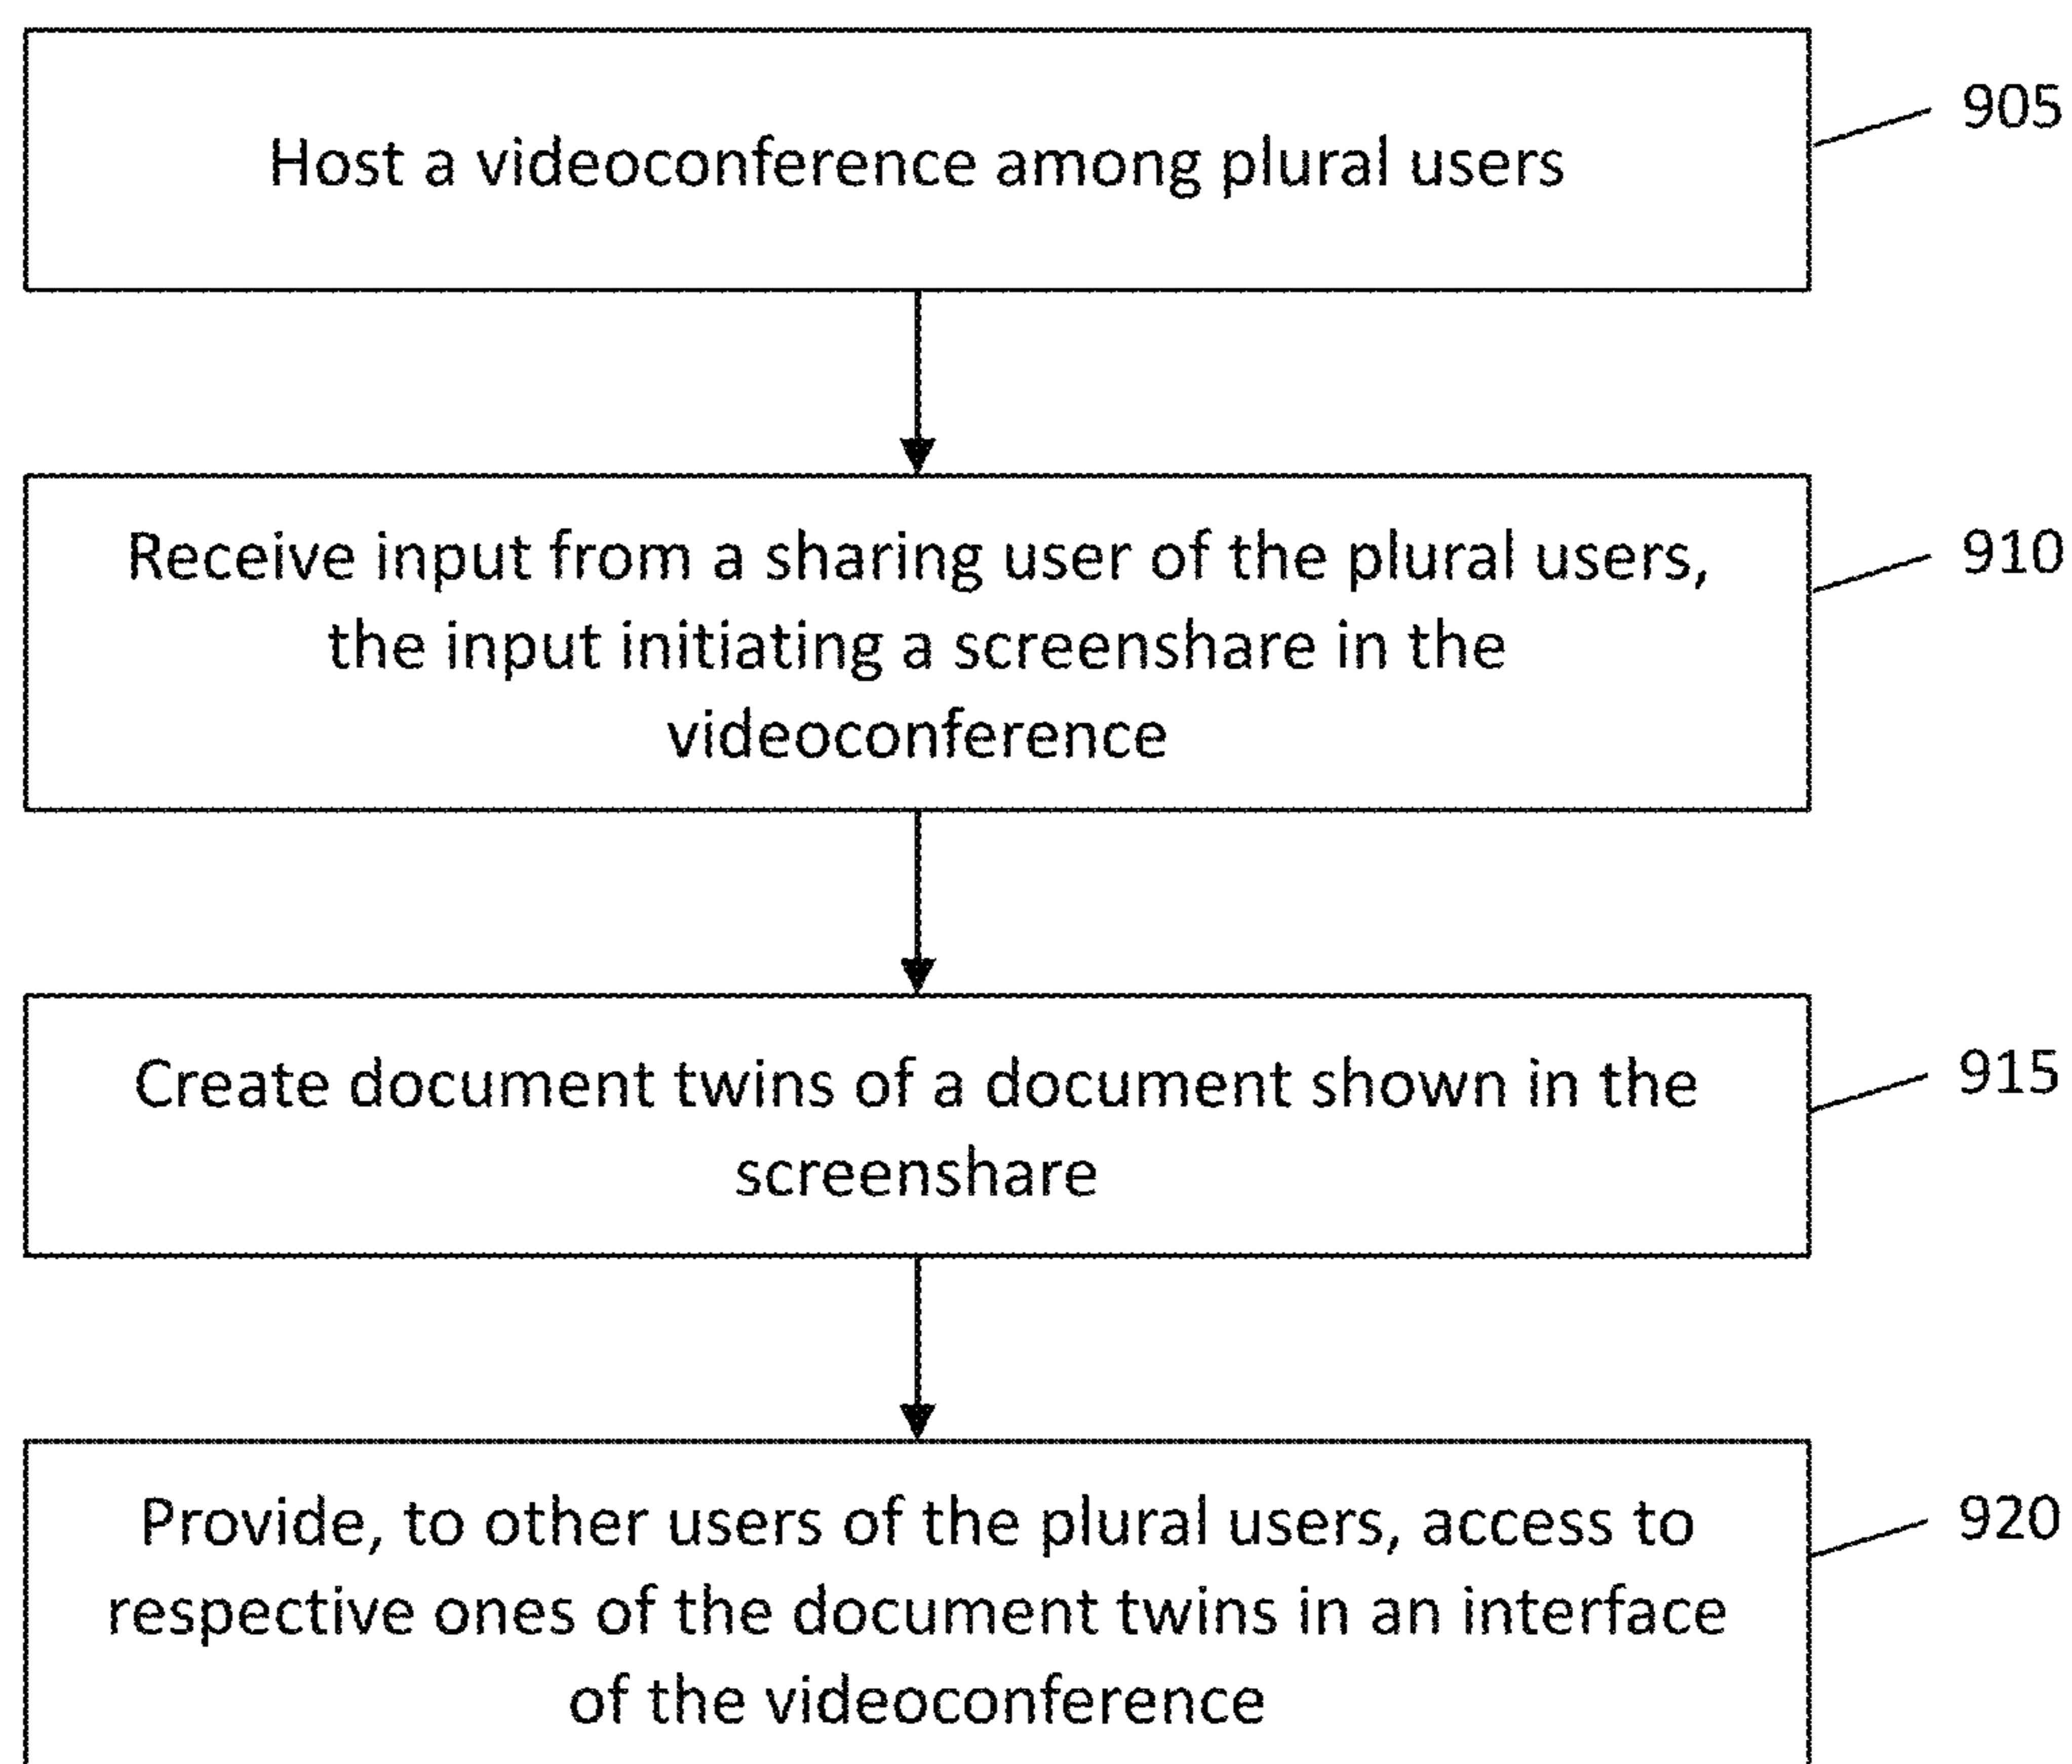 Host a videoconference among plural users
905
Receive input from a sharing user of the plural users,
the input initiating a screenshare in the
videoconference
910
Create document twins of a document shown in the
screenshare
915
Provide, to other users of the plural users, access to
respective ones of the document twins in an interface
of the videoconference
920